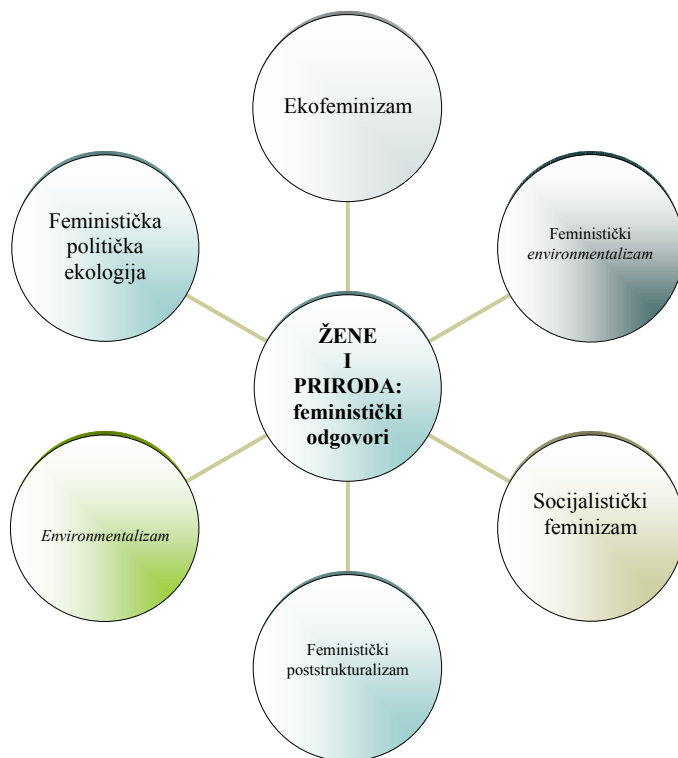 Ekofeminizam
Feministička
politička
ekologija
Feministički
environmentalizam
ŽENE
I
PRIRODA:
feministički
odgovori
Environmentalizam
Socijalistički
feminizam
Feministički
poststrukturalizam